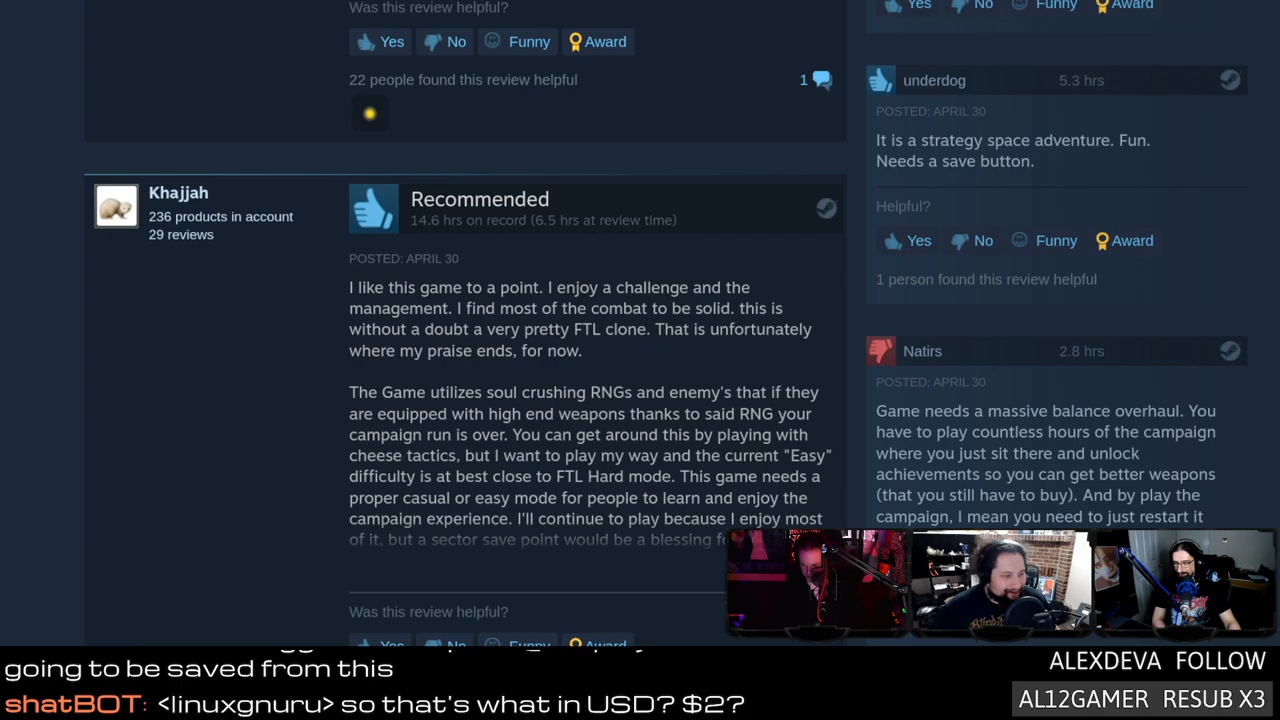 Was this review helpful?
Yes No Funny Award
22 people found this review helpful
1
Khajjah
236 products in account
29 reviews
Recommended
14.6 hrs on record (6.5 hrs at review time)
POSTED: APRIL 30
I like this game to a point. I enjoy a challenge and the
management. I find most of the combat to be solid. this is
without a doubt a very pretty FTL clone. That is unfortunately
where my praise ends, for now.
The Game utilizes soul crushing RNGs and enemy's that if they
are equipped with high end weapons thanks to said RNG your
campaign run is over. You can get around this by playing with
cheese tactics, but I want to play my way and the current "Easy"
difficulty is at best close to FTL Hard mode. This game needs a
proper casual or easy mode for people to learn and enjoy the
campaign experience. I'll continue to play because I enjoy most
of it, but a sector save point would be a blessing
Was this review helpful?
Yes No Funny Award
Yes No Funny Award
underdog
5.3 hrs
POSTED: APRIL 30
It is a strategy space adventure. Fun.
Needs a save button.
Helpful?
Yes No Funny Award
1 person found this review helpful
Natirs
2.8 hrs
POSTED: APRIL 30
Game needs a massive balance overhaul. You
have to play countless hours of the campaign
where you just sit there and unlock
achievements so you can get better weapons
(that you still have to buy). And by play the
campaign, I mean you need to just restart it
going to be saved from this
shatBOT: <linuxgnuru> so that's what in USD? $2?
ALEXDEVA FOLLOW
AL12GAMER RESUB X3